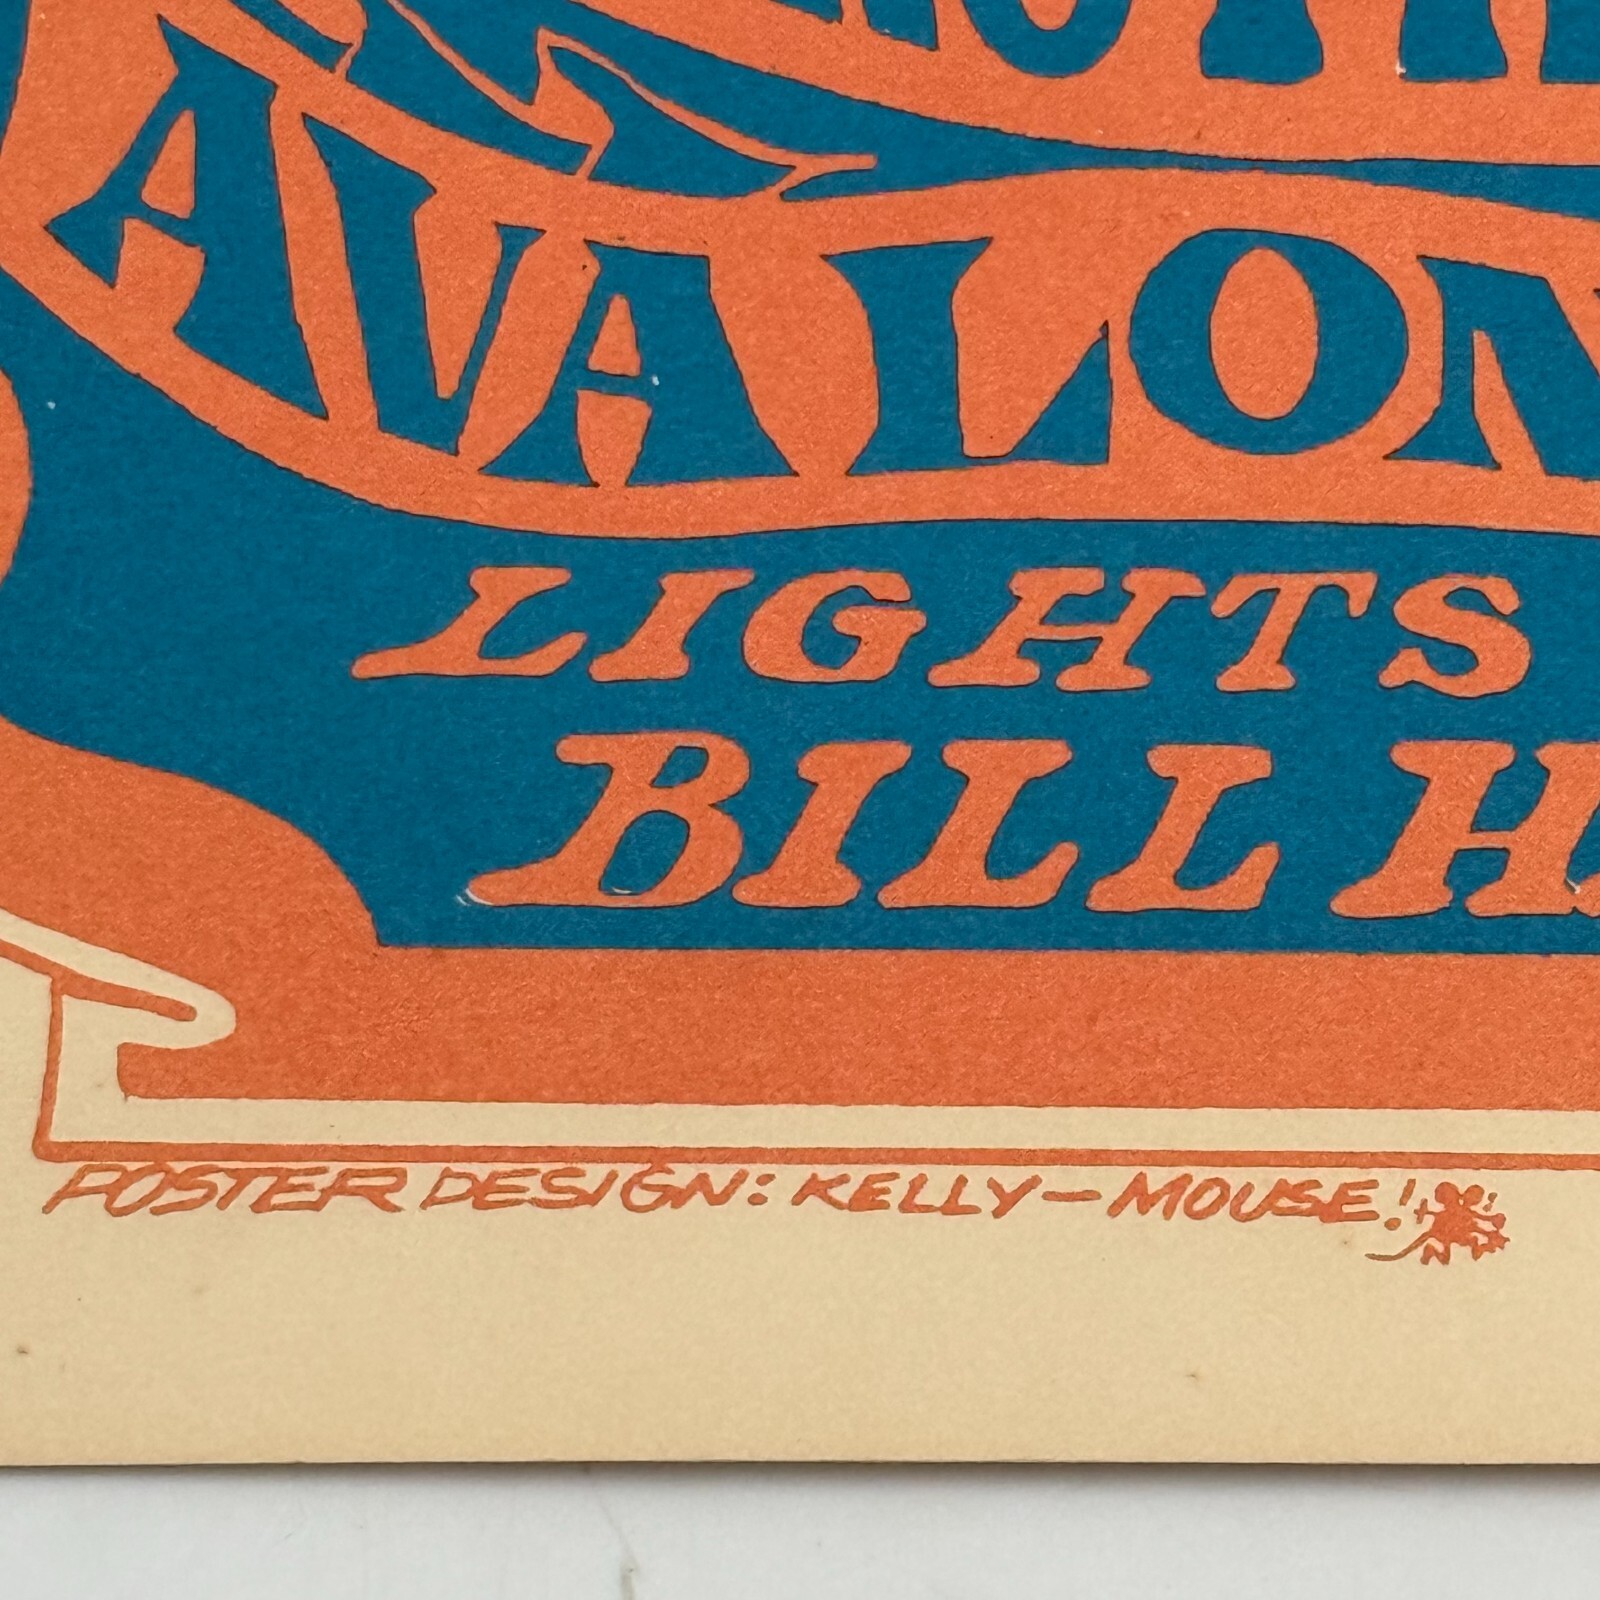 AVALON
LIGHTS
BILL
POSTER DESIGN: KELLY—MOUSE!